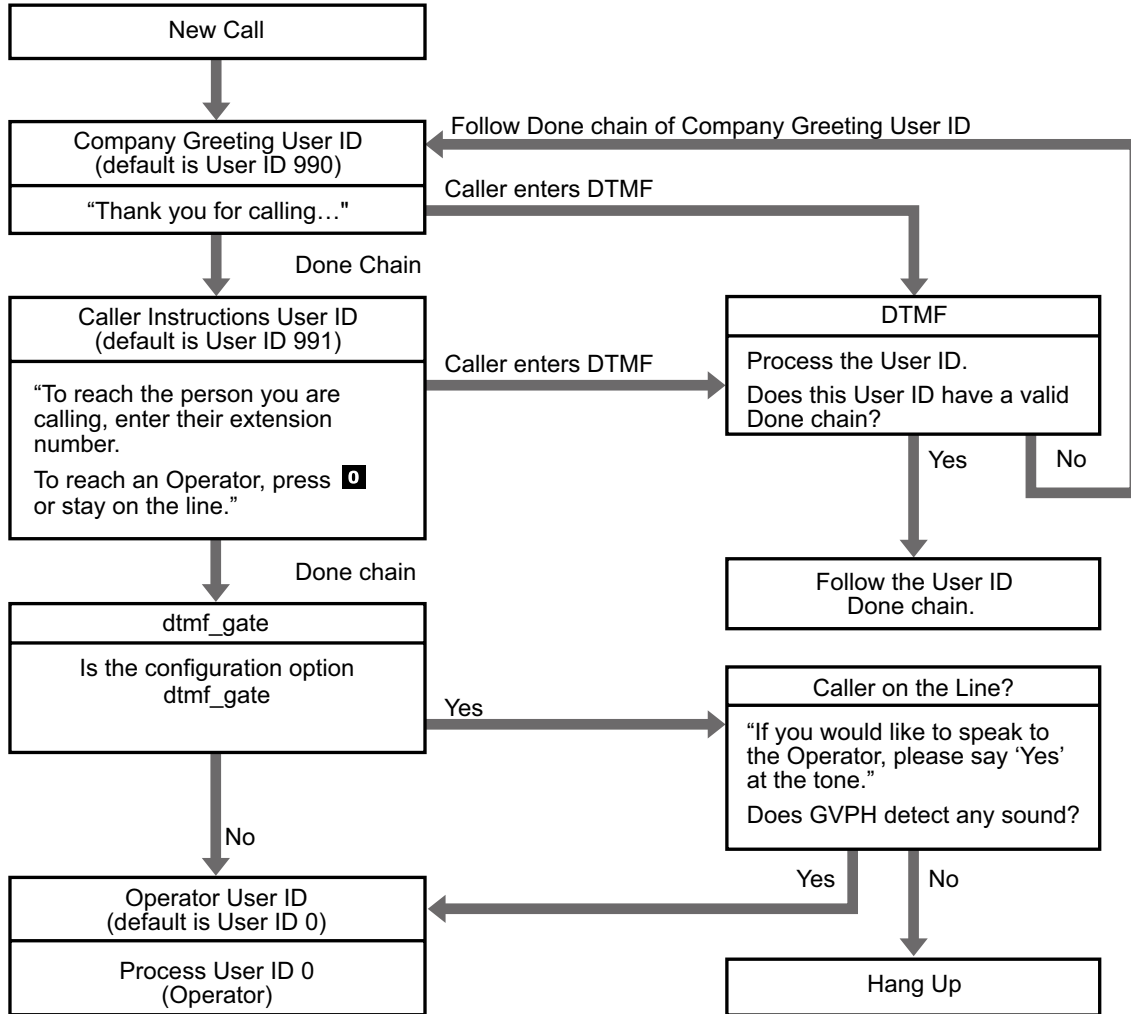 New Call
Company Greeting User ID
(default is User ID 990)
“Thank you for calling…"
Follow Done chain of Company Greeting User ID
Caller enters DTMF
Done Chain
Caller Instructions User ID
(default is User ID 991)
“To reach the person you are
calling, enter their extension
number.
To reach an Operator, press 0
or stay on the line.”
Caller enters DTMF
DTMF
Process the User ID.
Does this User ID have a valid
Done chain?
Yes
No
Follow the User ID
Done chain.
Done chain
dtmf_gate
Is the configuration option
dtmf_gate
Yes
No
Caller on the Line?
“If you would like to speak to
the Operator, please say ‘Yes’
at the tone.”
Does GVPH detect any sound?
Yes
No
Operator User ID
(default is User ID 0)
Process User ID 0
(Operator)
Hang Up